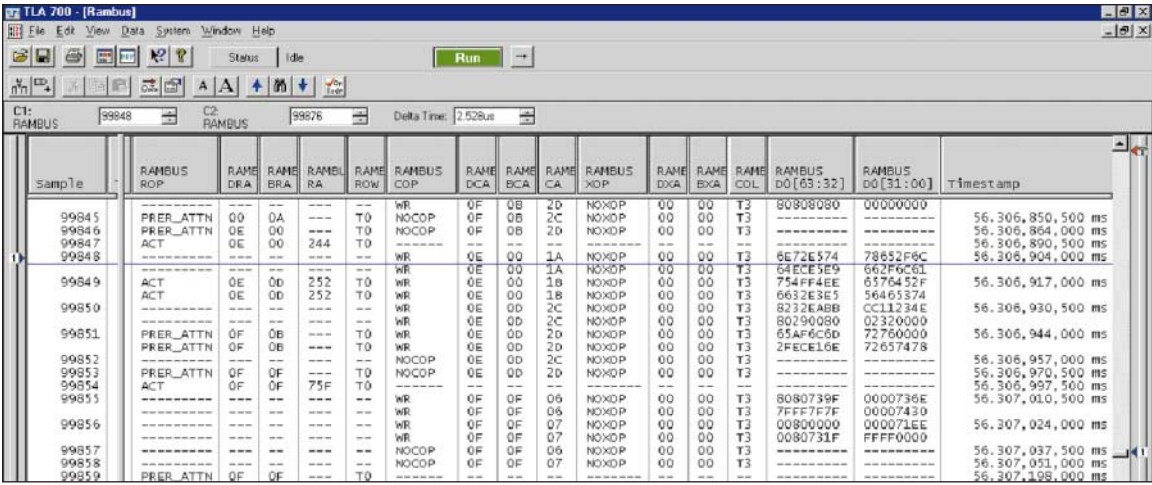 TLA 700 - [Rambus]
File Edit View Data System Window Help
Status Idle Run
A A
C1: RAMBUS 99848 C2: RAMBUS 99876 Delta Time: 2.528us
Sample RAMBUS ROP RAME DRA RAME BRA RAMBU RA RAME ROW RAMBUS COP RAME DCA RAME BCA RAME CA RAMBUS XOP RAME DXA RAME BXA RAME COL RAMBUS DO[63:32] RAMBUS DO[31:00] Timestamp
--------- --- -- --- -- WR 0F 0B 2D NOXOP 00 00 T3 80808080 00000000
99845 PRER_ATTN 00 0A --- T0 NOCOP 0F 0B 2C NOXOP 00 00 T3 --------- --------- 56.306,850,500 ms
99846 PRER_ATTN 0E 00 --- T0 NOCOP 0F 0B 2D NOXOP 00 00 T3 --------- --------- 56.306,864,000 ms
99847 ACT 0E 00 244 T0 ------ -- -- -- ------- -- -- -- --------- --------- 56.306,890,500 ms
99848 --------- --- -- --- -- WR 0E 00 1A NOXOP 00 00 T3 6E72E574 78652F6C 56.306,904,000 ms
--------- --- -- --- -- WR 0E 00 1A NOXOP 00 00 T3 64ECE5E9 662F6C61
99849 ACT 0E 0D 252 T0 WR 0E 00 1B NOXOP 00 00 T3 754FF4EE 6576452F 56.306,917,000 ms
ACT 0E 0D 252 T0 WR 0E 00 1B NOXOP 00 00 T3 6632E3E5 56465374
99850 --------- --- -- --- -- WR 0E 0D 2C NOXOP 00 00 T3 8232EABB CC11234E 56.306,930,500 ms
--------- --- -- --- -- WR 0E 0D 2C NOXOP 00 00 T3 80290080 02320000
99851 PRER_ATTN 0F 0B --- T0 WR 0E 0D 2D NOXOP 00 00 T3 65AF6C6D 72760000 56.306,944,000 ms
PRER_ATTN 0F 0B --- T0 WR 0E 0D 2D NOXOP 00 00 T3 2FECE16E 72657478
99852 --------- --- -- --- -- NOCOP 0E 0D 2C NOXOP 00 00 T3 --------- --------- 56.306,957,000 ms
99853 PRER_ATTN 0F 0F --- T0 NOCOP 0E 0D 2D NOXOP 00 00 T3 --------- --------- 56.306,970,500 ms
99854 ACT 0F 0F 75F T0 ------ -- -- -- ------- -- -- -- --------- --------- 56.306,997,500 ms
99855 --------- --- -- --- -- WR 0F 0F 06 NOXOP 00 00 T3 8080739F 0000736E 56.307,010,500 ms
--------- --- -- --- -- WR 0F 0F 06 NOXOP 00 00 T3 7FFF7F7F 00007430
99856 --------- --- -- --- -- WR 0F 0F 07 NOXOP 00 00 T3 00800000 000071EE 56.307,024,000 ms
--------- --- -- --- -- WR 0F 0F 07 NOXOP 00 00 T3 0080731F FFFF0000
99857 --------- --- -- --- -- NOCOP 0F 0F 06 NOXOP 00 00 T3 --------- --------- 56.307,037,500 ms
99858 --------- --- -- --- -- NOCOP 0F 0F 07 NOXOP 00 00 T3 --------- --------- 56.307,051,000 ms
99859 PRER_ATTN 0F 0F --- T0 ------ -- -- -- ------- -- -- -- --------- --------- 56.307,198,000 ms